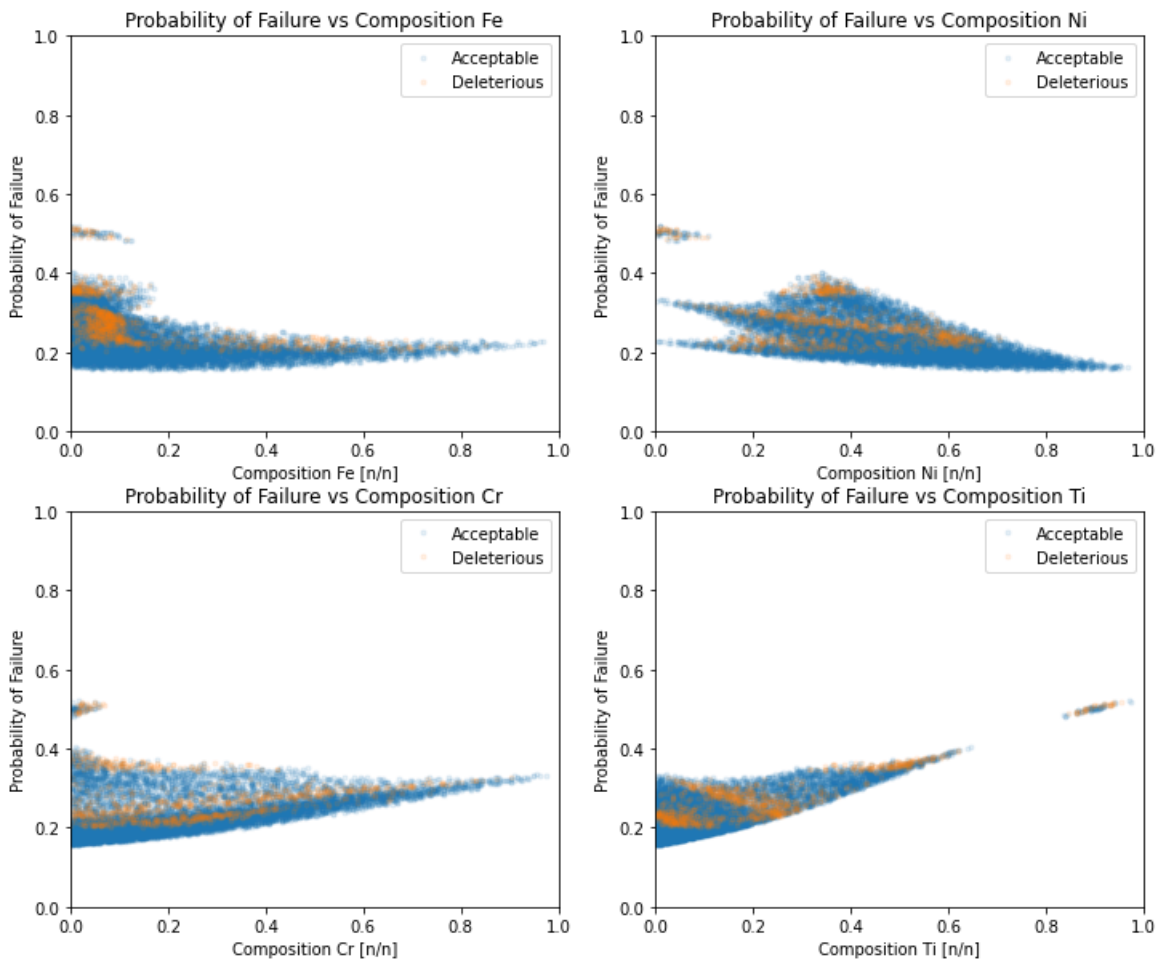 Probability of Failure vs Composition Fe
1.0
0.8
0.6
0.4
0.2
0.0
Probability of Failure
Acceptable
Deleterious
0.0 0.2 0.4 0.6 0.8 1.0
Composition Fe [n/n]
Probability of Failure vs Composition Ni
1.0
0.8
0.6
0.4
0.2
0.0
Probability of Failure
Acceptable
Deleterious
0.0 0.2 0.4 0.6 0.8 1.0
Composition Ni [n/n]
Probability of Failure vs Composition Cr
1.0
0.8
0.6
0.4
0.2
0.0
Probability of Failure
Acceptable
Deleterious
0.0 0.2 0.4 0.6 0.8 1.0
Composition Cr [n/n]
Probability of Failure vs Composition Ti
1.0
0.8
0.6
0.4
0.2
0.0
Probability of Failure
Acceptable
Deleterious
0.0 0.2 0.4 0.6 0.8 1.0
Composition Ti [n/n]